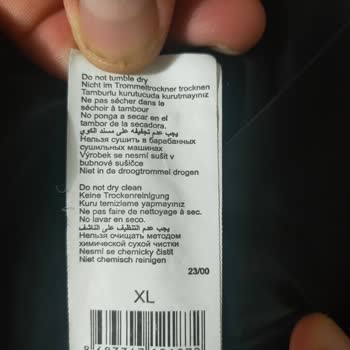 Do not tumble dry
Nicht im Trommeltrockner trocknen
Tamburlu kurutucuda kurutmayınız
Ne pas sécher dans le
séchoir à tambour
No ponga a secar en el
tambor de la secadora.
يجب عدم تجفيفه على مسند الكوي
Нельзя сушить в барабанных
сушильных машинах
Výrobek se nesmí sušit v
bubnové sušičce
Niet in de droogtrommel drogen
Do not dry clean
Keine Trockenreinigung
Kuru temizleme yapmayınız
Ne pas faire de nettoyage à sec.
No lavar en seco.
يجب عدم التنظيف على الناشف
Нельзя очищать методом
химической сухой чистки
Nesmí se chemicky čistit
Niet chemisch reinigen
23/00
XL